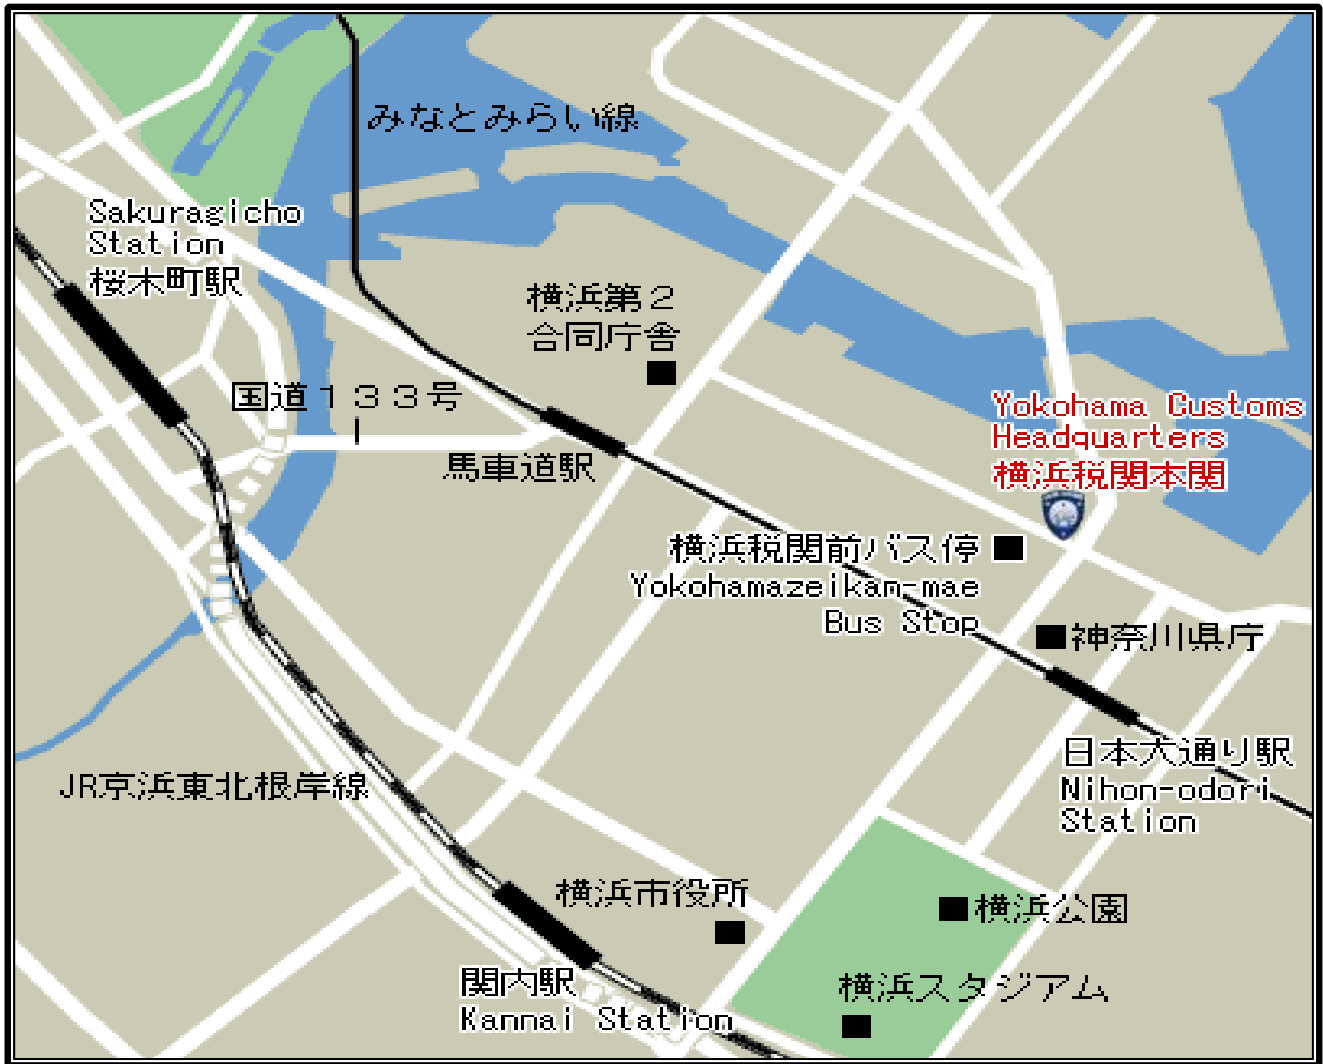 みなとみらい線
Sakuragicho
Station
桜木町駅
横浜第２
合同庁舎
国道１３３号
馬車道駅
Yokohama Customs
Headquarters
横浜税関本関
横浜税関前バス停
Yokohamazeikan-mae
Bus Stop
神奈川県庁
日本大通り駅
Nihon-odori
Station
JR京浜東北根岸線
横浜市役所
横浜公園
関内駅
Kannai Station
横浜スタジアム